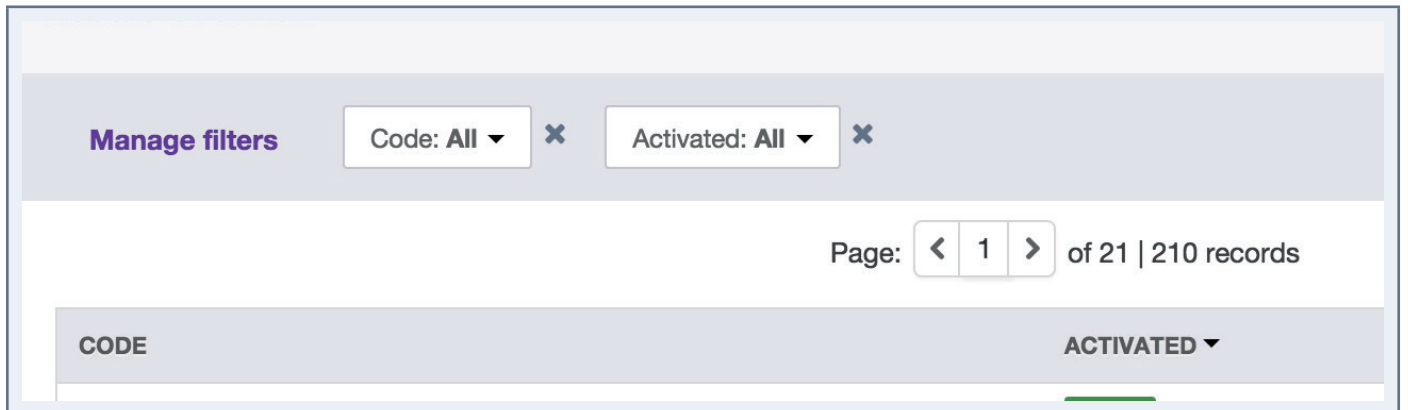 Manage filters Code: All Activated: All
Page: 1 of 21 | 210 records
CODE ACTIVATED